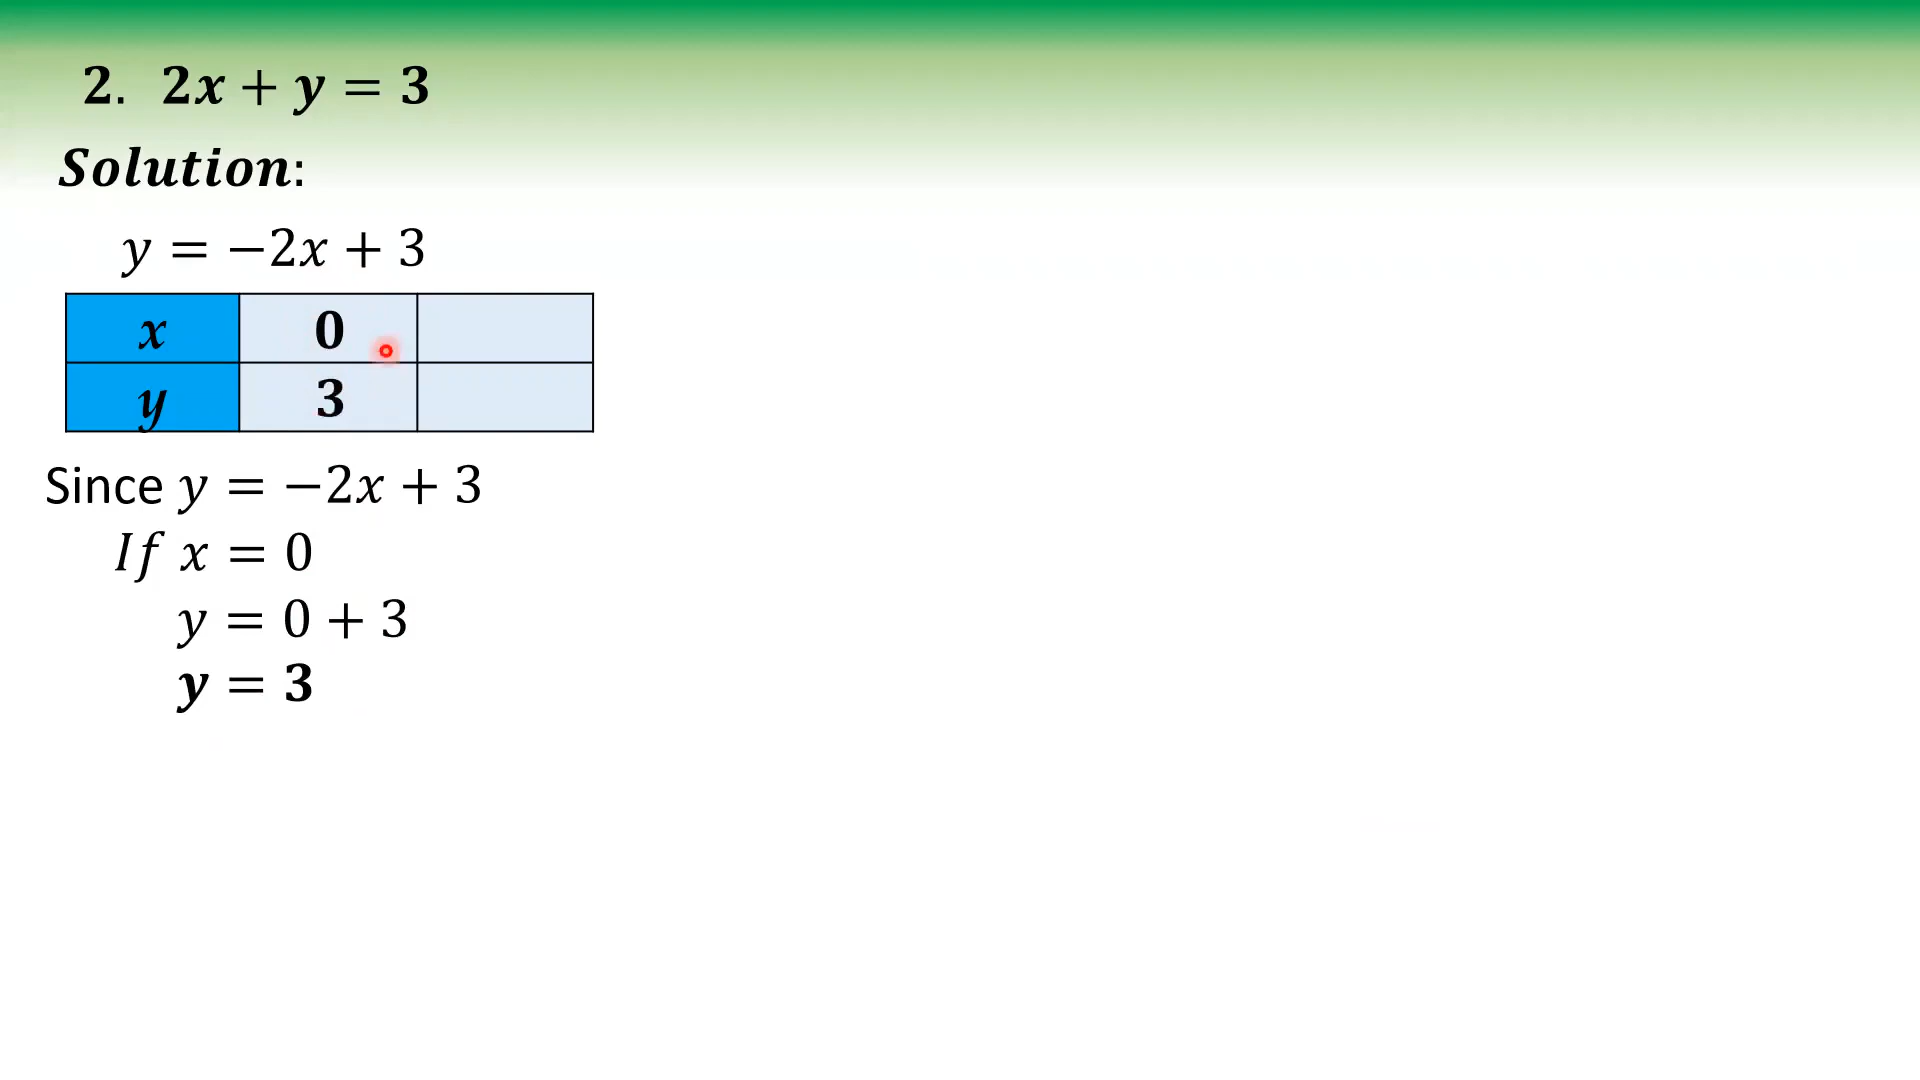 2. 2x + y = 3
Solution:
y = −2x + 3
x 0
y 3
Since y = −2x + 3
If x = 0
y = 0 + 3
y = 3